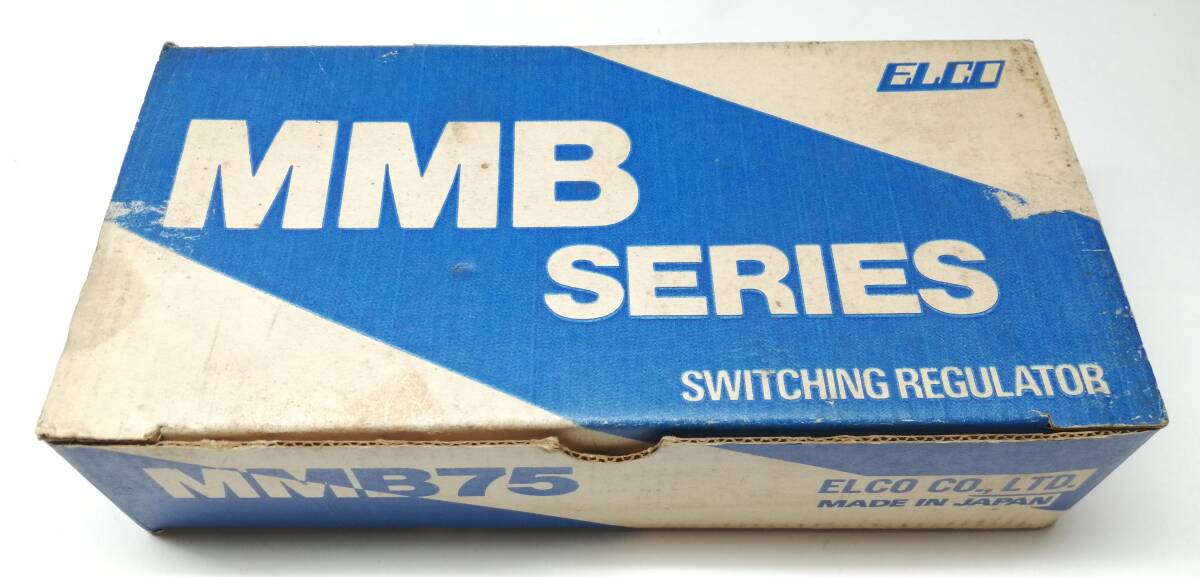 ELCO
MMB
SERIES
SWITCHING REGULATOR
MMB75
ELCO CO., LTD.
MADE IN JAPAN